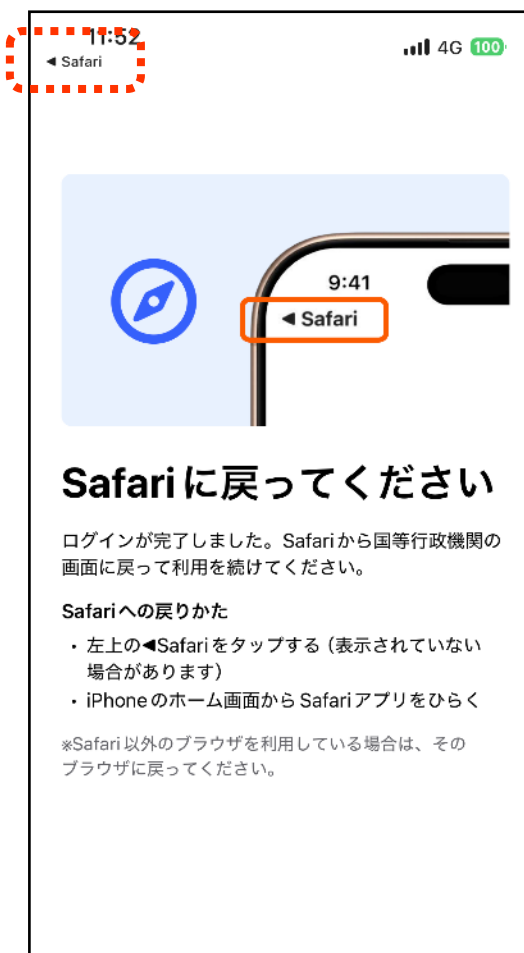 11:52
4G 100
◀ Safari
9:41
◀ Safari
Safariに戻ってください
ログインが完了しました。Safariから国等行政機関の
画面に戻って利用を続けてください。
Safariへの戻りかた
・左上の◀Safariをタップする（表示されていない
場合があります）
・iPhoneのホーム画面からSafariアプリをひらく
※Safari以外のブラウザを利用している場合は、その
ブラウザに戻ってください。